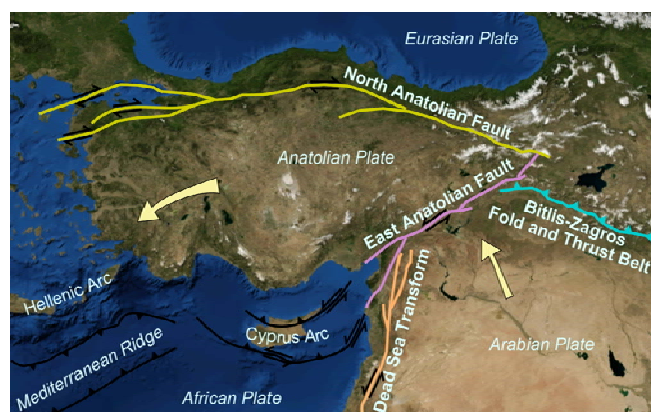 Eurasian Plate
North Anatolian Fault
Anatolian Plate
East Anatolian Fault
Bitlis-Zagros
Fold and Thrust Belt
Hellenic Arc
Cyprus Arc
Dead Sea Transform
Mediterranean Ridge
Arabian Plate
African Plate